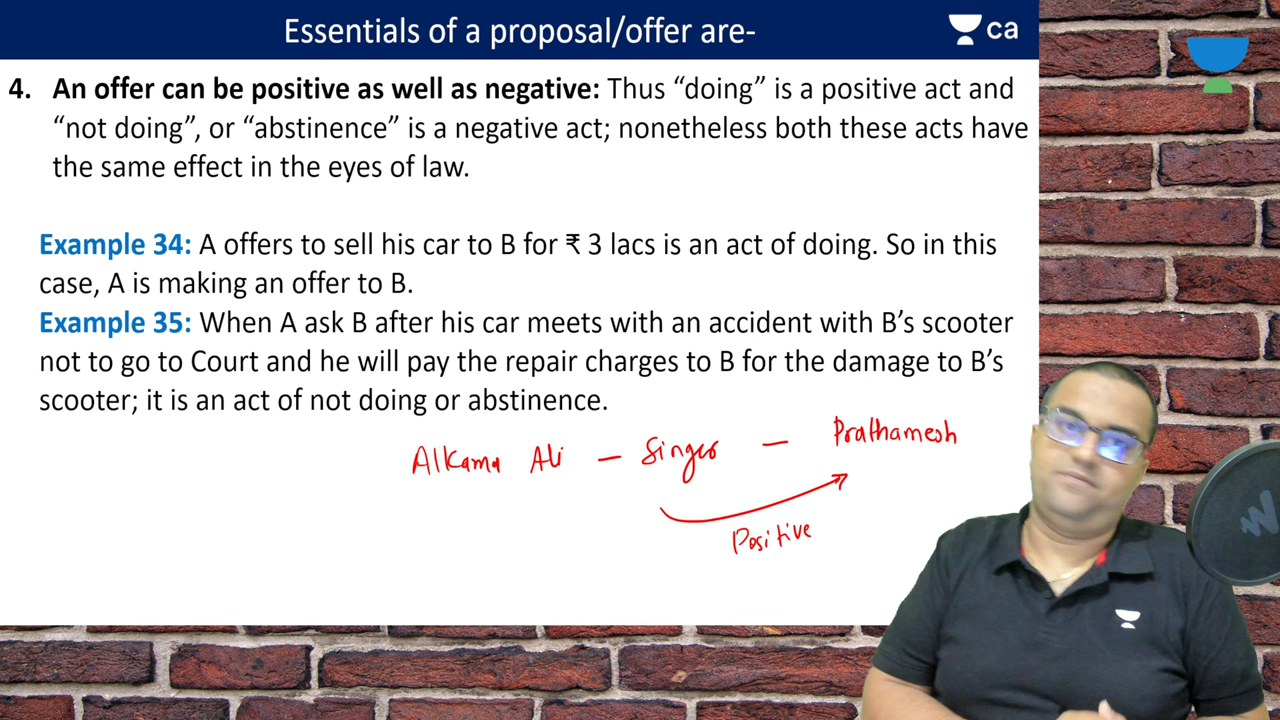 Essentials of a proposal/offer are-
ca
4. An offer can be positive as well as negative: Thus “doing” is a positive act and
“not doing”, or “abstinence” is a negative act; nonetheless both these acts have
the same effect in the eyes of law.
Example 34: A offers to sell his car to B for ₹ 3 lacs is an act of doing. So in this
case, A is making an offer to B.
Example 35: When A ask B after his car meets with an accident with B’s scooter
not to go to Court and he will pay the repair charges to B for the damage to B’s
scooter; it is an act of not doing or abstinence.
Alkama Ali – Singer – Prathamesh
Positive